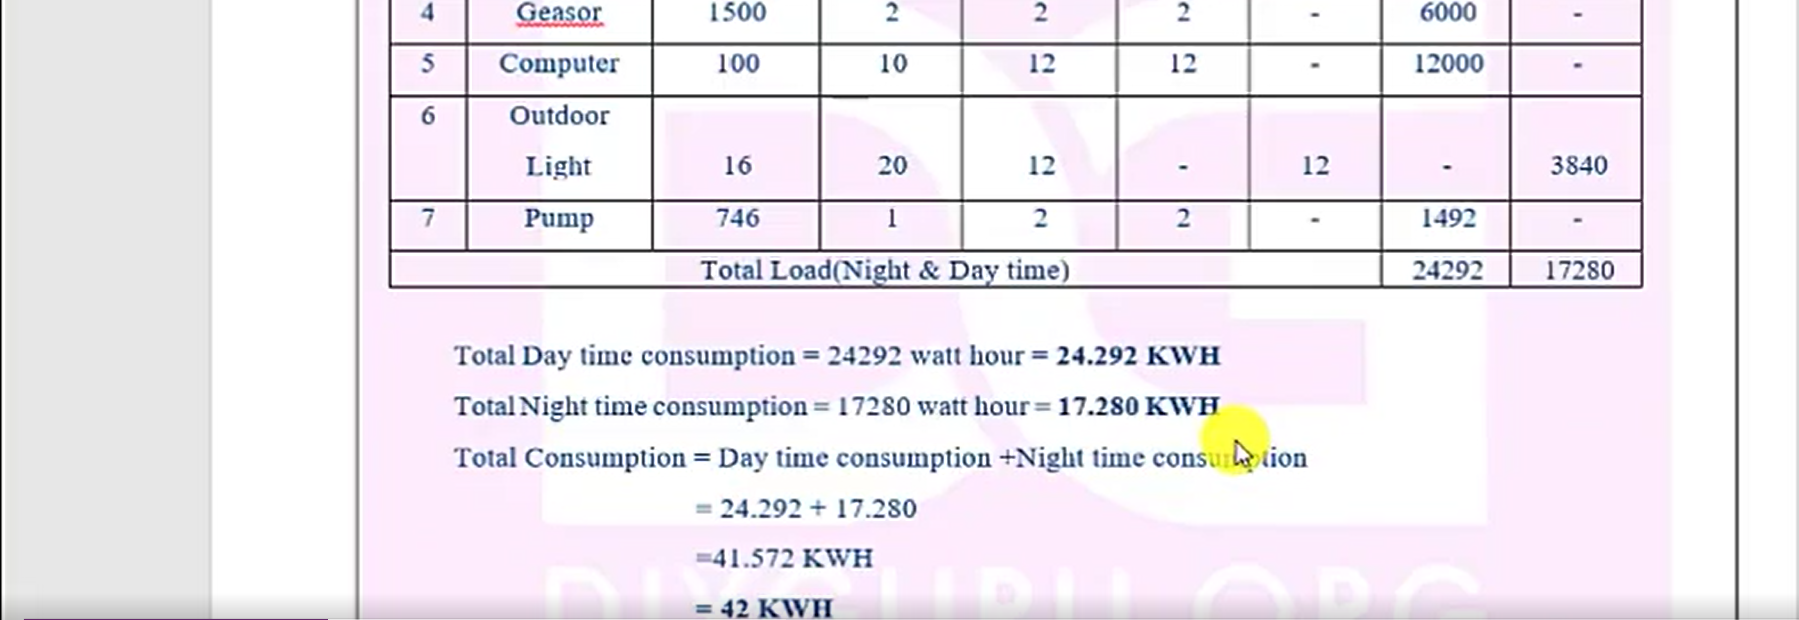 4 Geasor 1500 2 2 2 - 6000 -
5 Computer 100 10 12 12 - 12000 -
6 Outdoor
Light 16 20 12 - 12 - 3840
7 Pump 746 1 2 2 - 1492 -
Total Load(Night & Day time) 24292 17280
Total Day time consumption = 24292 watt hour = 24.292 KWH
Total Night time consumption = 17280 watt hour = 17.280 KWH
Total Consumption = Day time consumption +Night time consumption
= 24.292 + 17.280
=41.572 KWH
= 42 KWH
DIYGURU.ORG